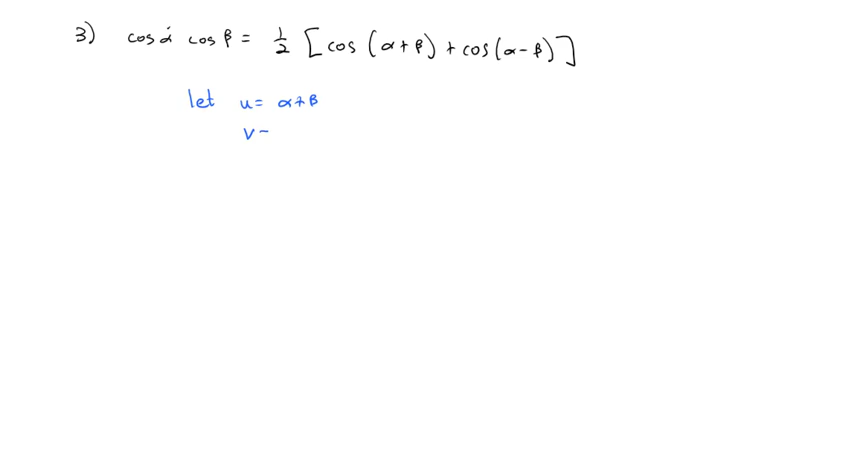 3) cos α cos β = 1/2 [cos (α+β) + cos(α-β)]
let u = α+β
v -